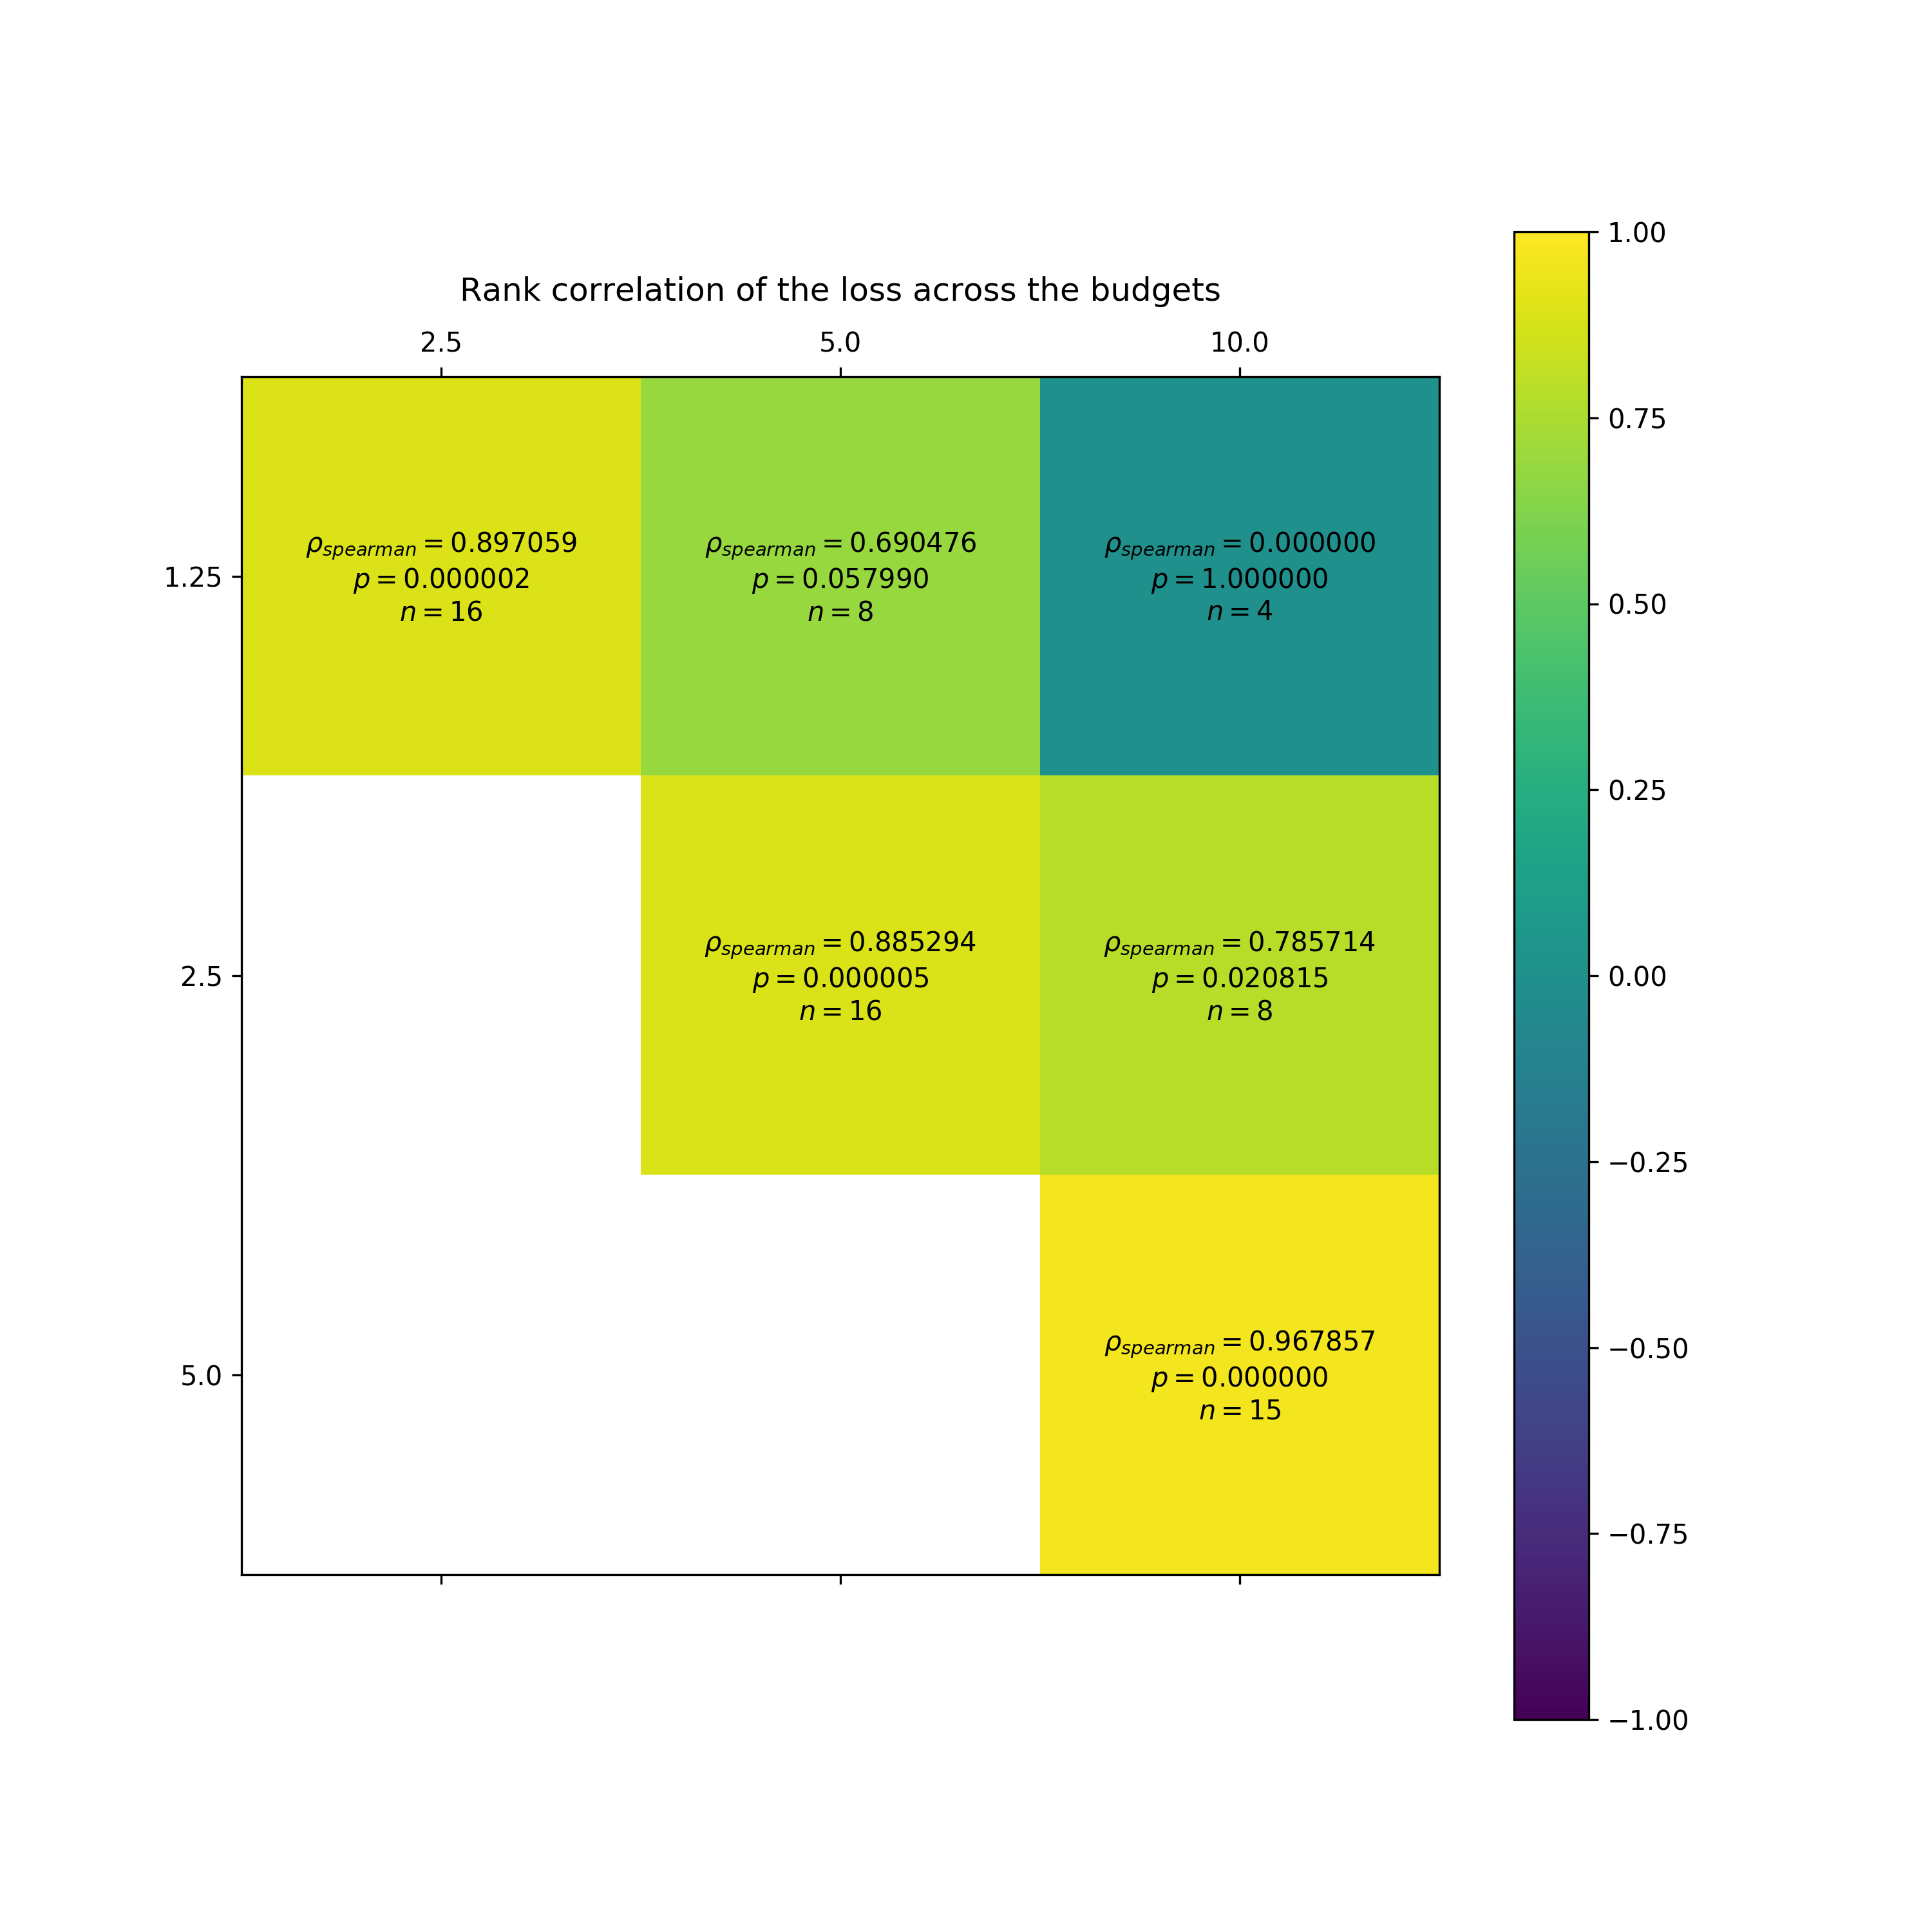 Rank correlation of the loss across the budgets
2.5 5.0 10.0
1.25
ρspearman = 0.897059
p = 0.000002
n = 16
ρspearman = 0.690476
p = 0.057990
n = 8
ρspearman = 0.000000
p = 1.000000
n = 4
2.5
ρspearman = 0.885294
p = 0.000005
n = 16
ρspearman = 0.785714
p = 0.020815
n = 8
5.0
ρspearman = 0.967857
p = 0.000000
n = 15
1.00
0.75
0.50
0.25
0.00
−0.25
−0.50
−0.75
−1.00